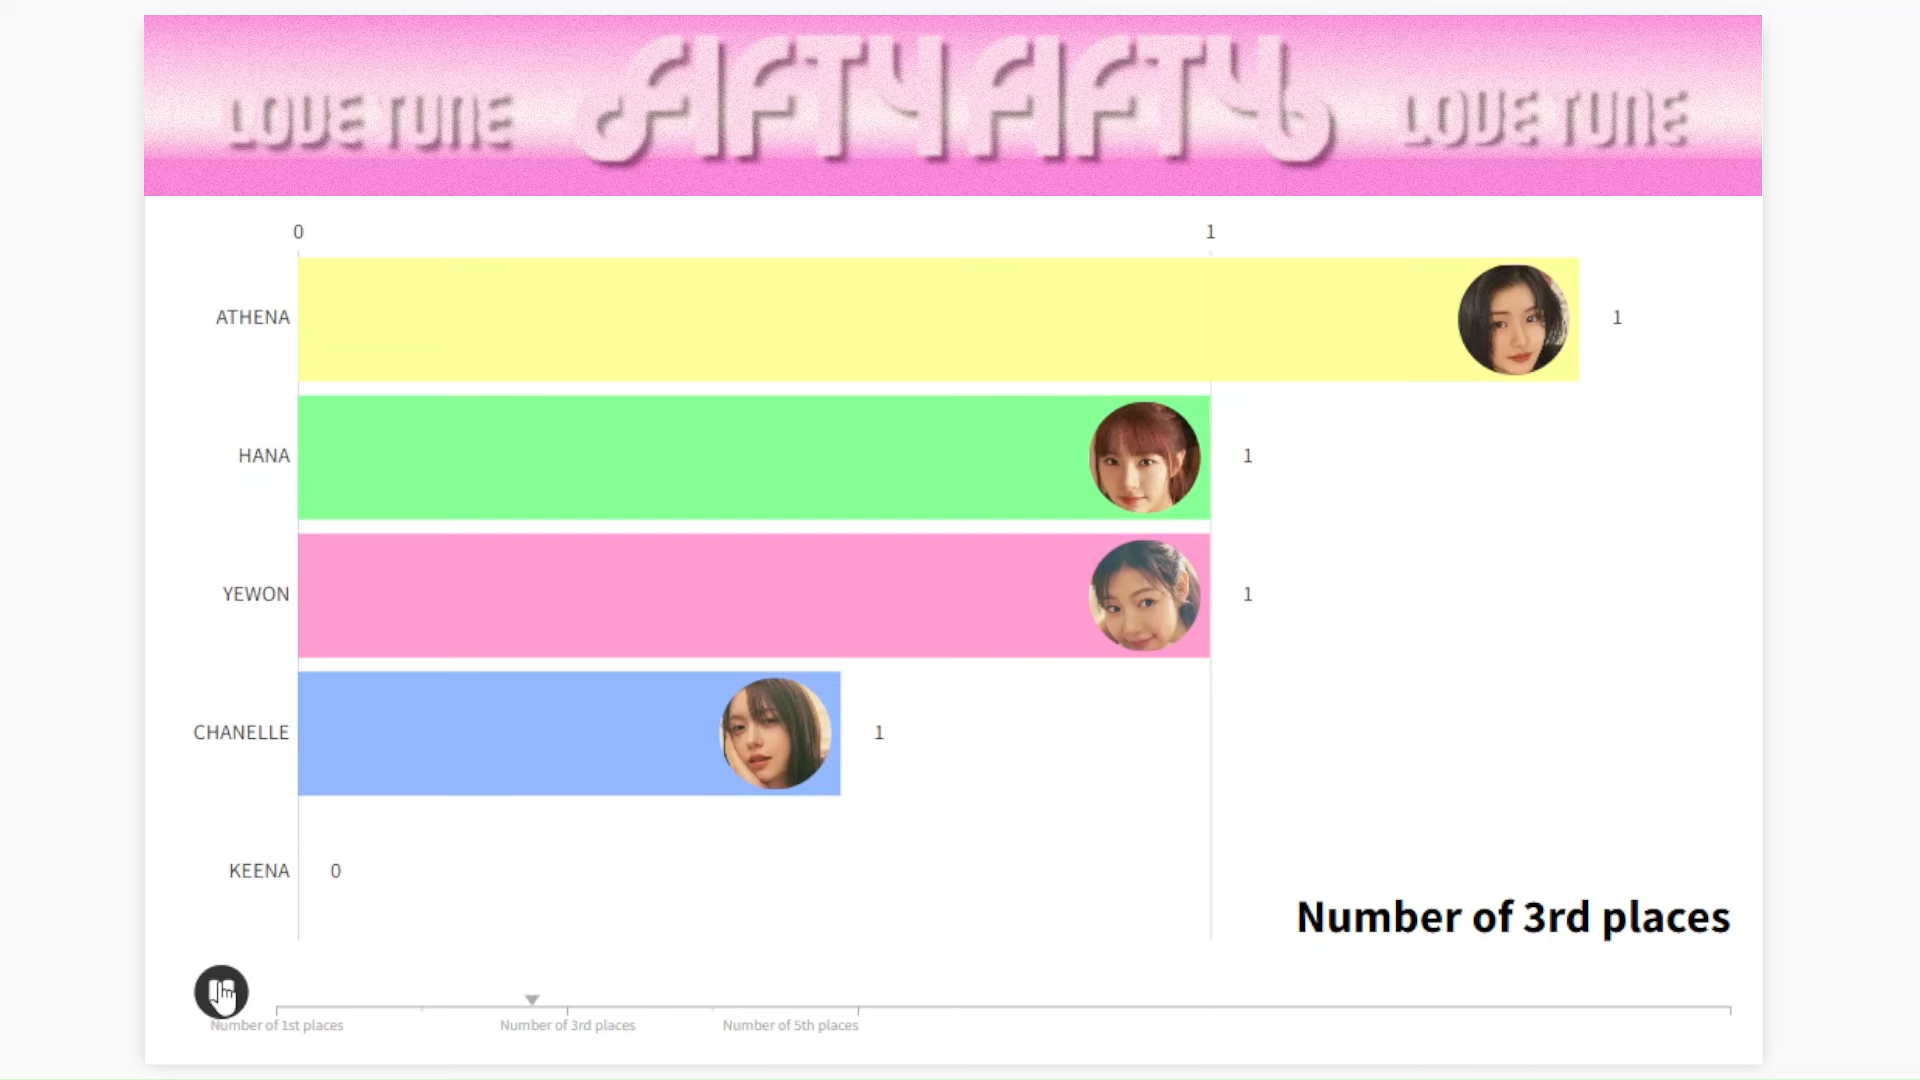 LOVE TUNE FIFTY FIFTY LOVE TUNE
0 1
ATHENA 1
HANA 1
YEWON 1
CHANELLE 1
KEENA 0
Number of 3rd places
Number of 1st places Number of 3rd places Number of 5th places